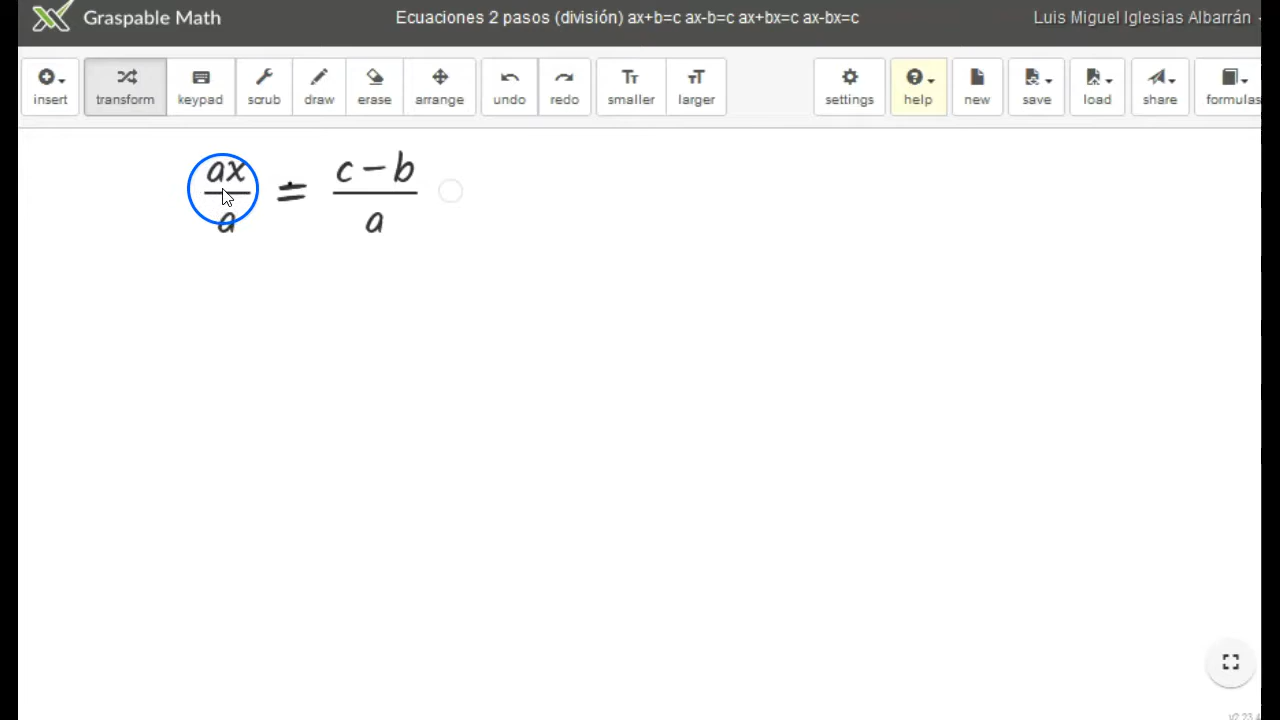 Graspable Math
Ecuaciones 2 pasos (división) ax+b=c ax-b=c ax+bx=c ax-bx=c
Luis Miguel Iglesias Albarrán
insert transform keypad scrub draw erase arrange undo redo smaller larger settings help new save load share formulas
ax/a = (c − b)/a